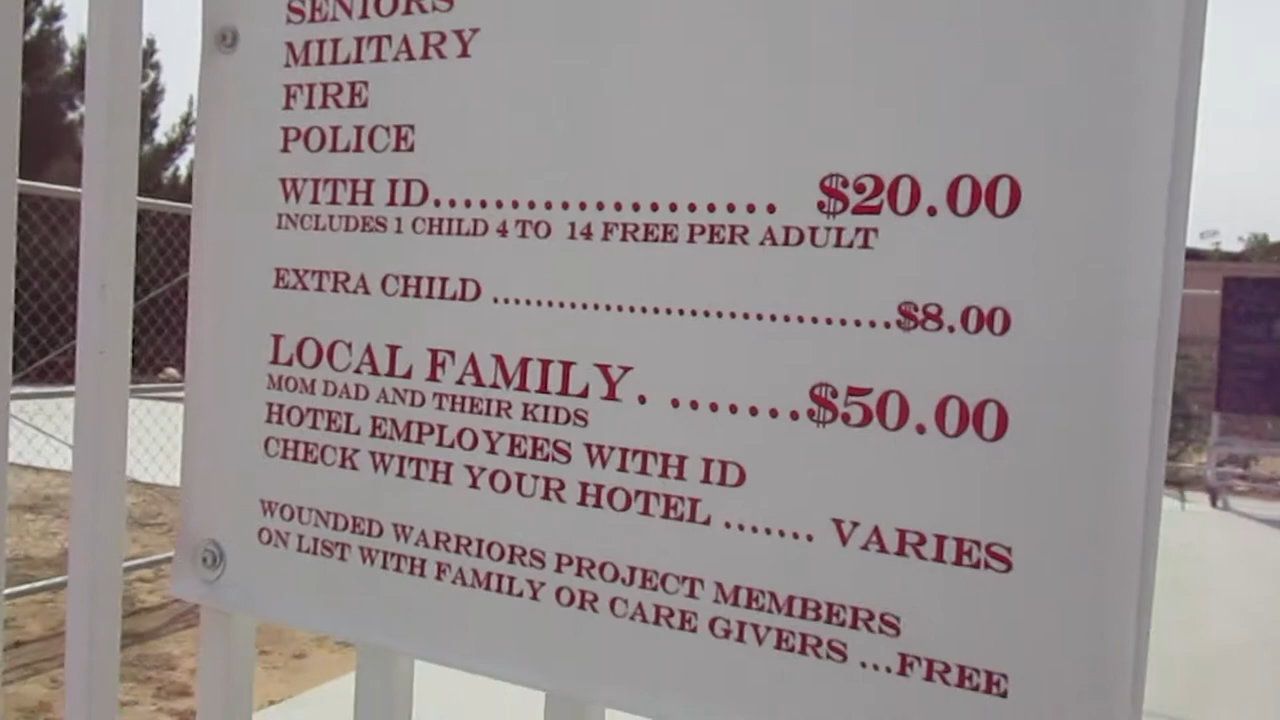 SENIORS
MILITARY
FIRE
POLICE
WITH ID................... $20.00
INCLUDES 1 CHILD 4 TO 14 FREE PER ADULT
EXTRA CHILD ................................$8.00
LOCAL FAMILY. .......$50.00
MOM DAD AND THEIR KIDS
HOTEL EMPLOYEES WITH ID
CHECK WITH YOUR HOTEL ....... VARIES
WOUNDED WARRIORS PROJECT MEMBERS
ON LIST WITH FAMILY OR CARE GIVERS ...FREE